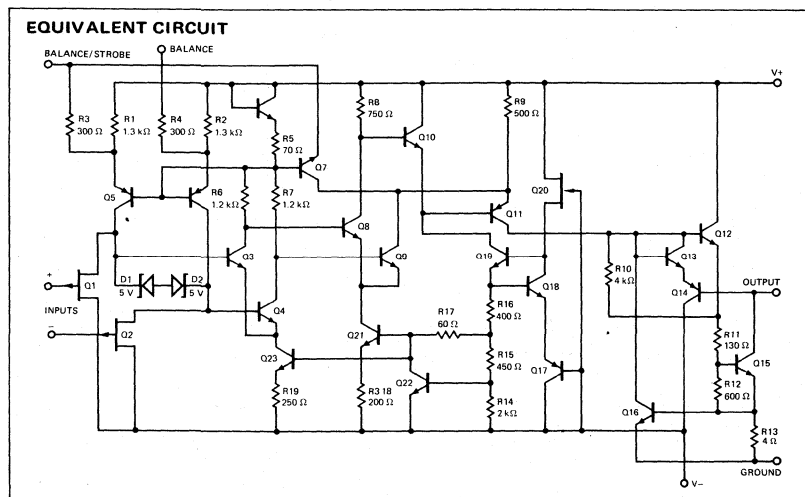 EQUIVALENT CIRCUIT
BALANCE/STROBE
BALANCE
V+
R3
300 Ω
R1
1.3 kΩ
R4
300 Ω
R2
1.3 kΩ
R5
70 Ω
R8
750 Ω
Q10
R9
500 Ω
Q7
Q5
R6
1.2 kΩ
R7
1.2 kΩ
Q8
Q11
Q20
Q3
Q9
Q19
Q12
Q13
R10
4 kΩ
Q14
OUTPUT
D1
5 V
D2
5 V
+
Q1
INPUTS
–
Q2
Q4
Q18
R17
60 Ω
R16
400 Ω
R11
130 Ω
Q15
Q21
Q23
R15
450 Ω
Q17
R12
600 Ω
Q22
R19
250 Ω
R3 18
200 Ω
R14
2 kΩ
Q16
R13
4 Ω
GROUND
V–